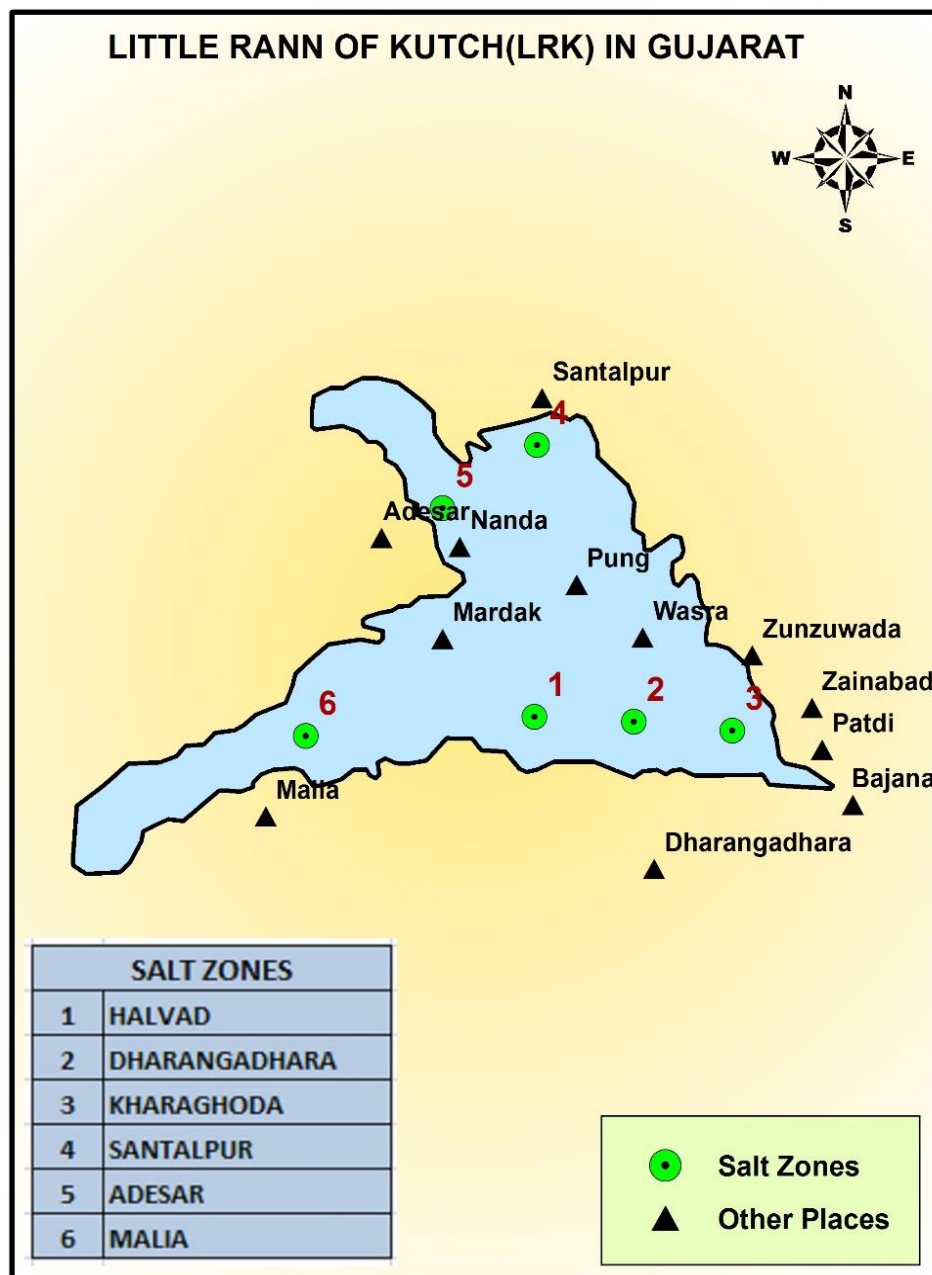 LITTLE RANN OF KUTCH(LRK) IN GUJARAT
N
W E
S
Santalpur
4
5
Adesar
Nanda
Pung
Mardak
Wasra
Zunzuwada
Zainabad
1
2
3
6
Patdi
Malia
Bajana
Dharangadhara
SALT ZONES
1 HALVAD
2 DHARANGADHARA
3 KHARAGHODA
4 SANTALPUR
5 ADESAR
6 MALIA
Salt Zones
Other Places